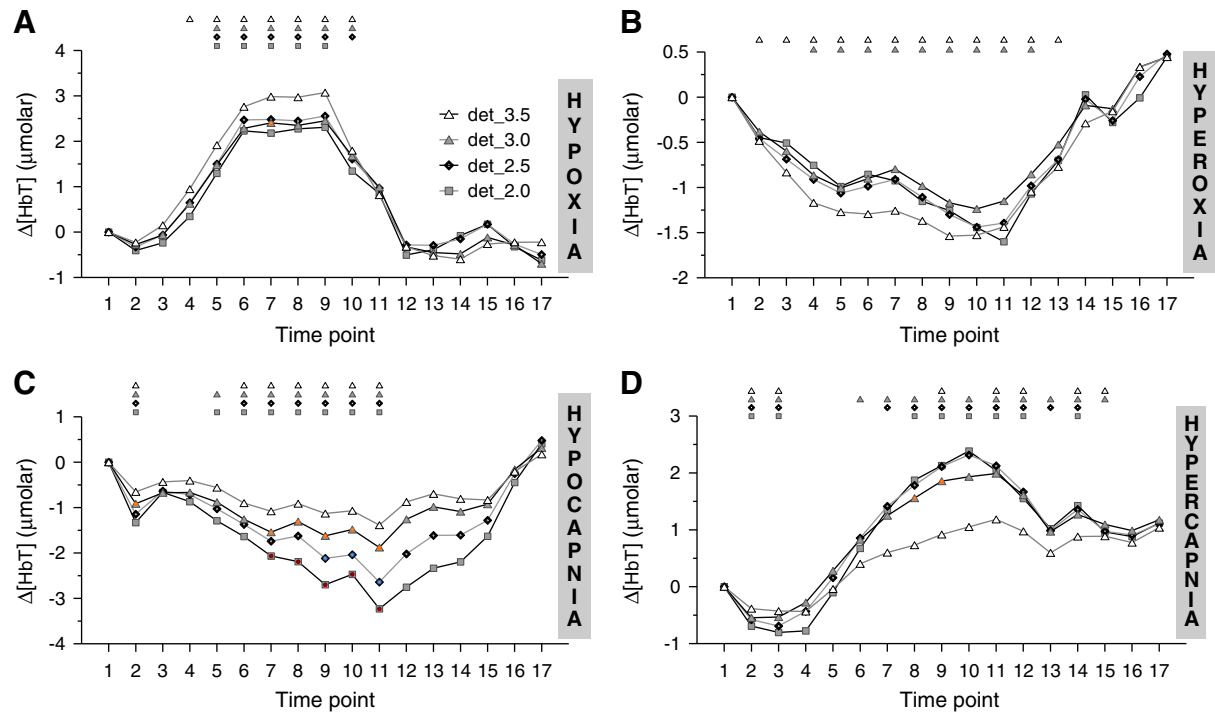 A
4
3
2
1
0
-1
Δ[HbT] (µmolar)
1 2 3 4 5 6 7 8 9 10 11 12 13 14 15 16 17
Time point
det_3.5
det_3.0
det_2.5
det_2.0
HYPOXIA
B
0.5
0
-0.5
-1
-1.5
-2
Δ[HbT] (µmolar)
1 2 3 4 5 6 7 8 9 10 11 12 13 14 15 16 17
Time point
HYPEROXIA
C
1
0
-1
-2
-3
-4
Δ[HbT] (µmolar)
1 2 3 4 5 6 7 8 9 10 11 12 13 14 15 16 17
Time point
HYPOCAPNIA
D
3
2
1
0
-1
Δ[HbT] (µmolar)
1 2 3 4 5 6 7 8 9 10 11 12 13 14 15 16 17
Time point
HYPERCAPNIA